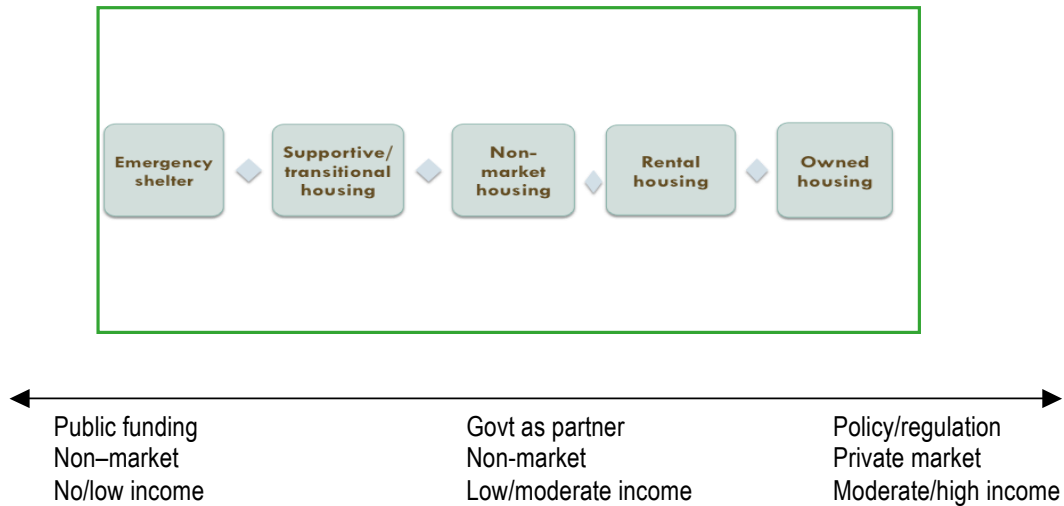 Emergency
shelter
Supportive/
transitional
housing
Non-
market
housing
Rental
housing
Owned
housing
Public funding
Non–market
No/low income
Govt as partner
Non-market
Low/moderate income
Policy/regulation
Private market
Moderate/high income